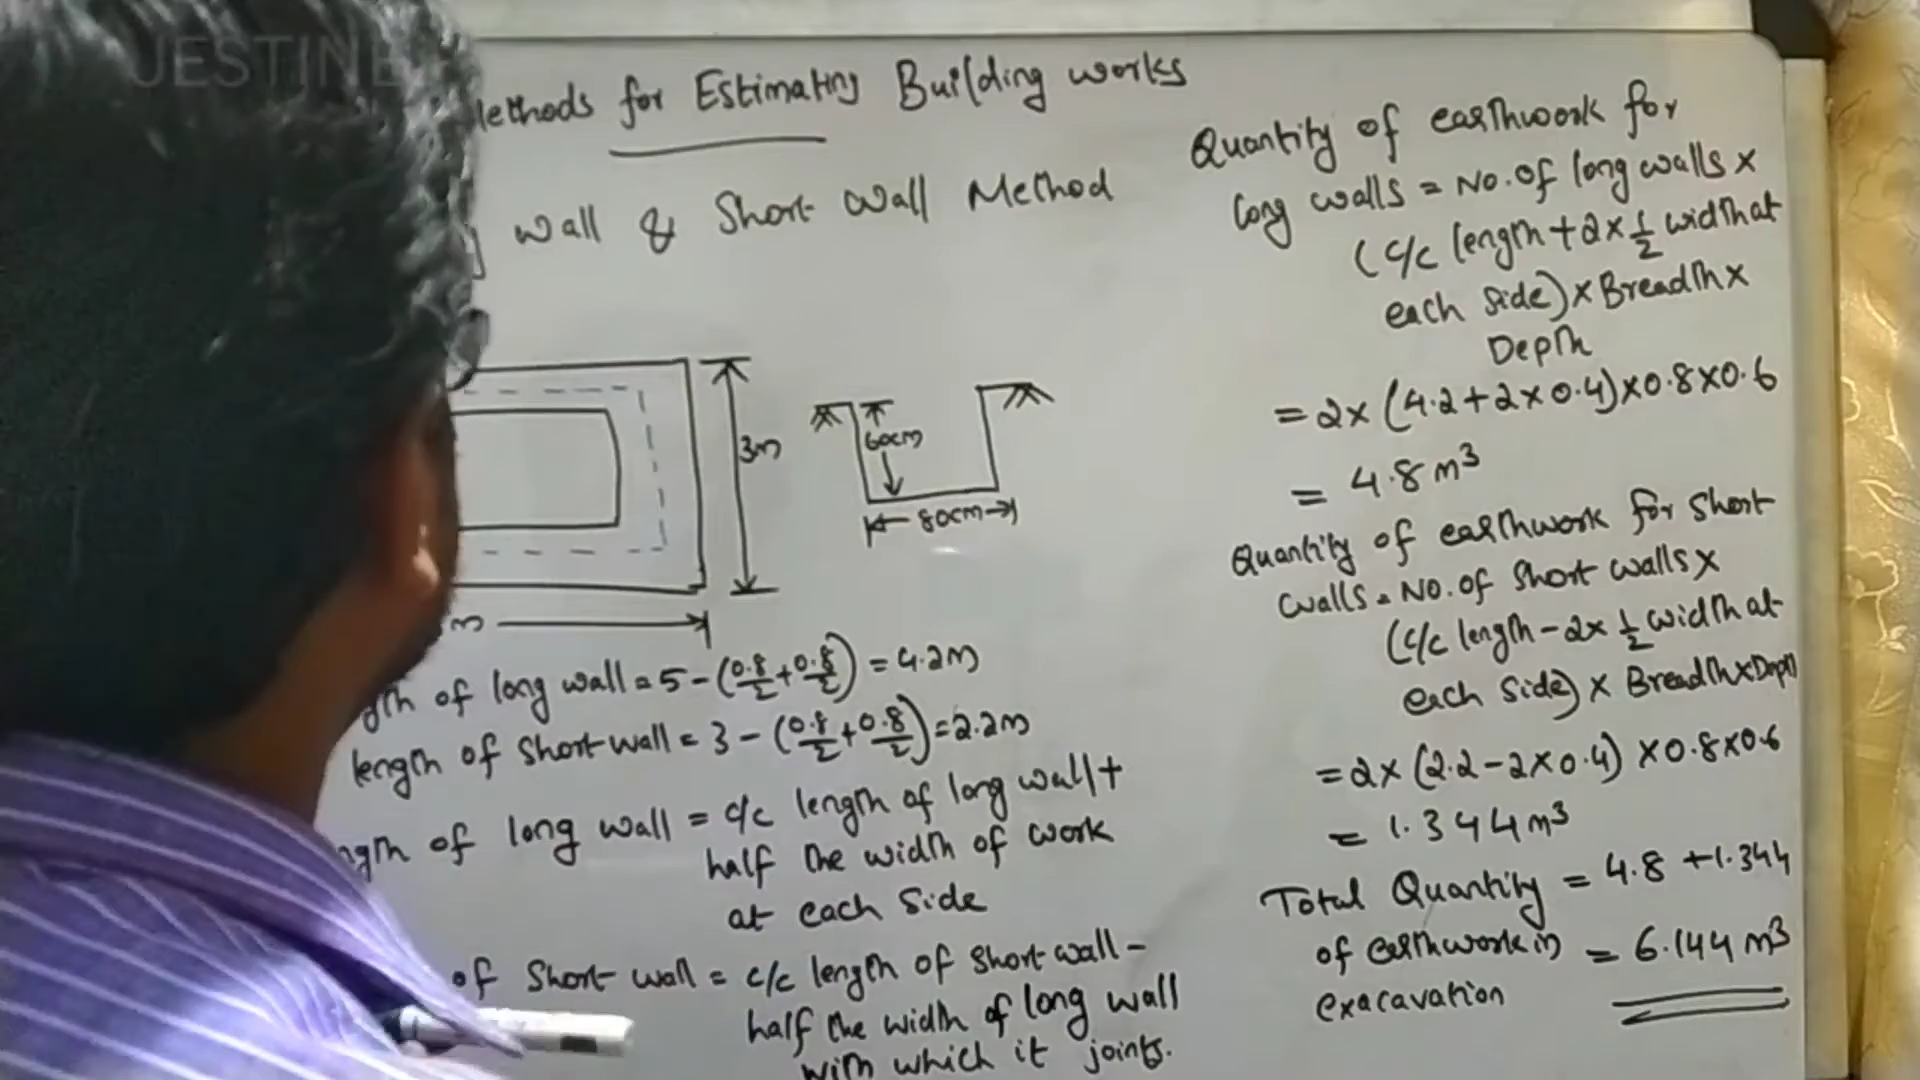 JESTINE
ethods for Estimating Building works
Wall & Short Wall Method
3m
60cm
80cm
m
gth of long wall = 5 - (0.8/2 + 0.8/2) = 4.2m
length of Short wall = 3 - (0.8/2 + 0.8/2) = 2.2m
ngth of long wall = c/c length of long wall +
half the width of work
at each side
of Short wall = c/c length of short wall -
half the width of long wall
with which it joints.
Quantity of earthwork for
long walls = No. of long walls x
(c/c length + 2 x 1/2 width at
each side) x Breadth x
Depth
= 2 x (4.2 + 2 x 0.4) x 0.8 x 0.6
= 4.8 m³
Quantity of earthwork for short
walls = No. of short walls x
(c/c length - 2 x 1/2 width at
each side) x Breadth x Depth
= 2 x (2.2 - 2 x 0.4) x 0.8 x 0.6
= 1.344 m³
Total Quantity = 4.8 + 1.344
of earthwork in = 6.144 m³
exacavation